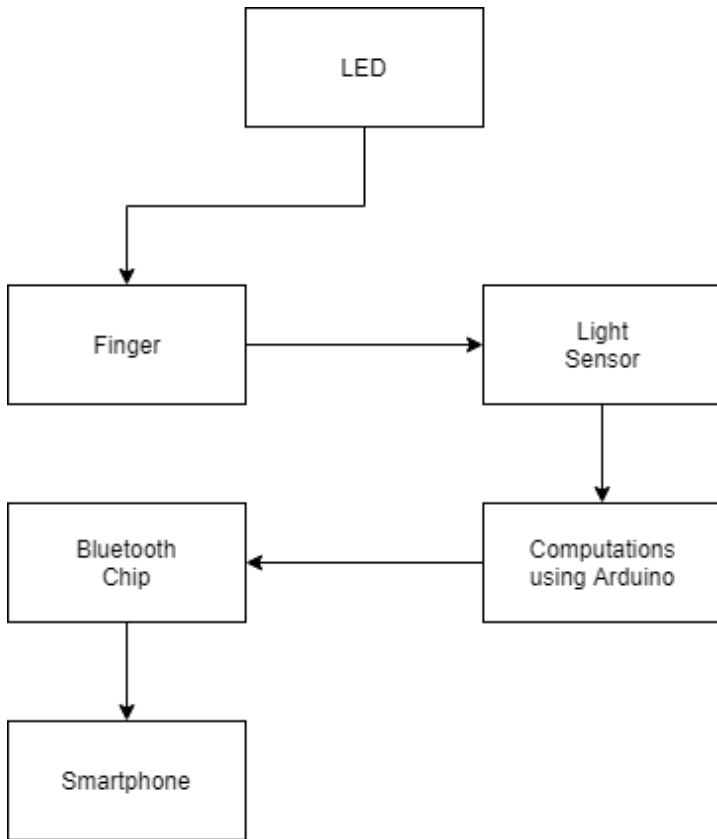 LED
Finger
Light
Sensor
Bluetooth
Chip
Computations
using Arduino
Smartphone